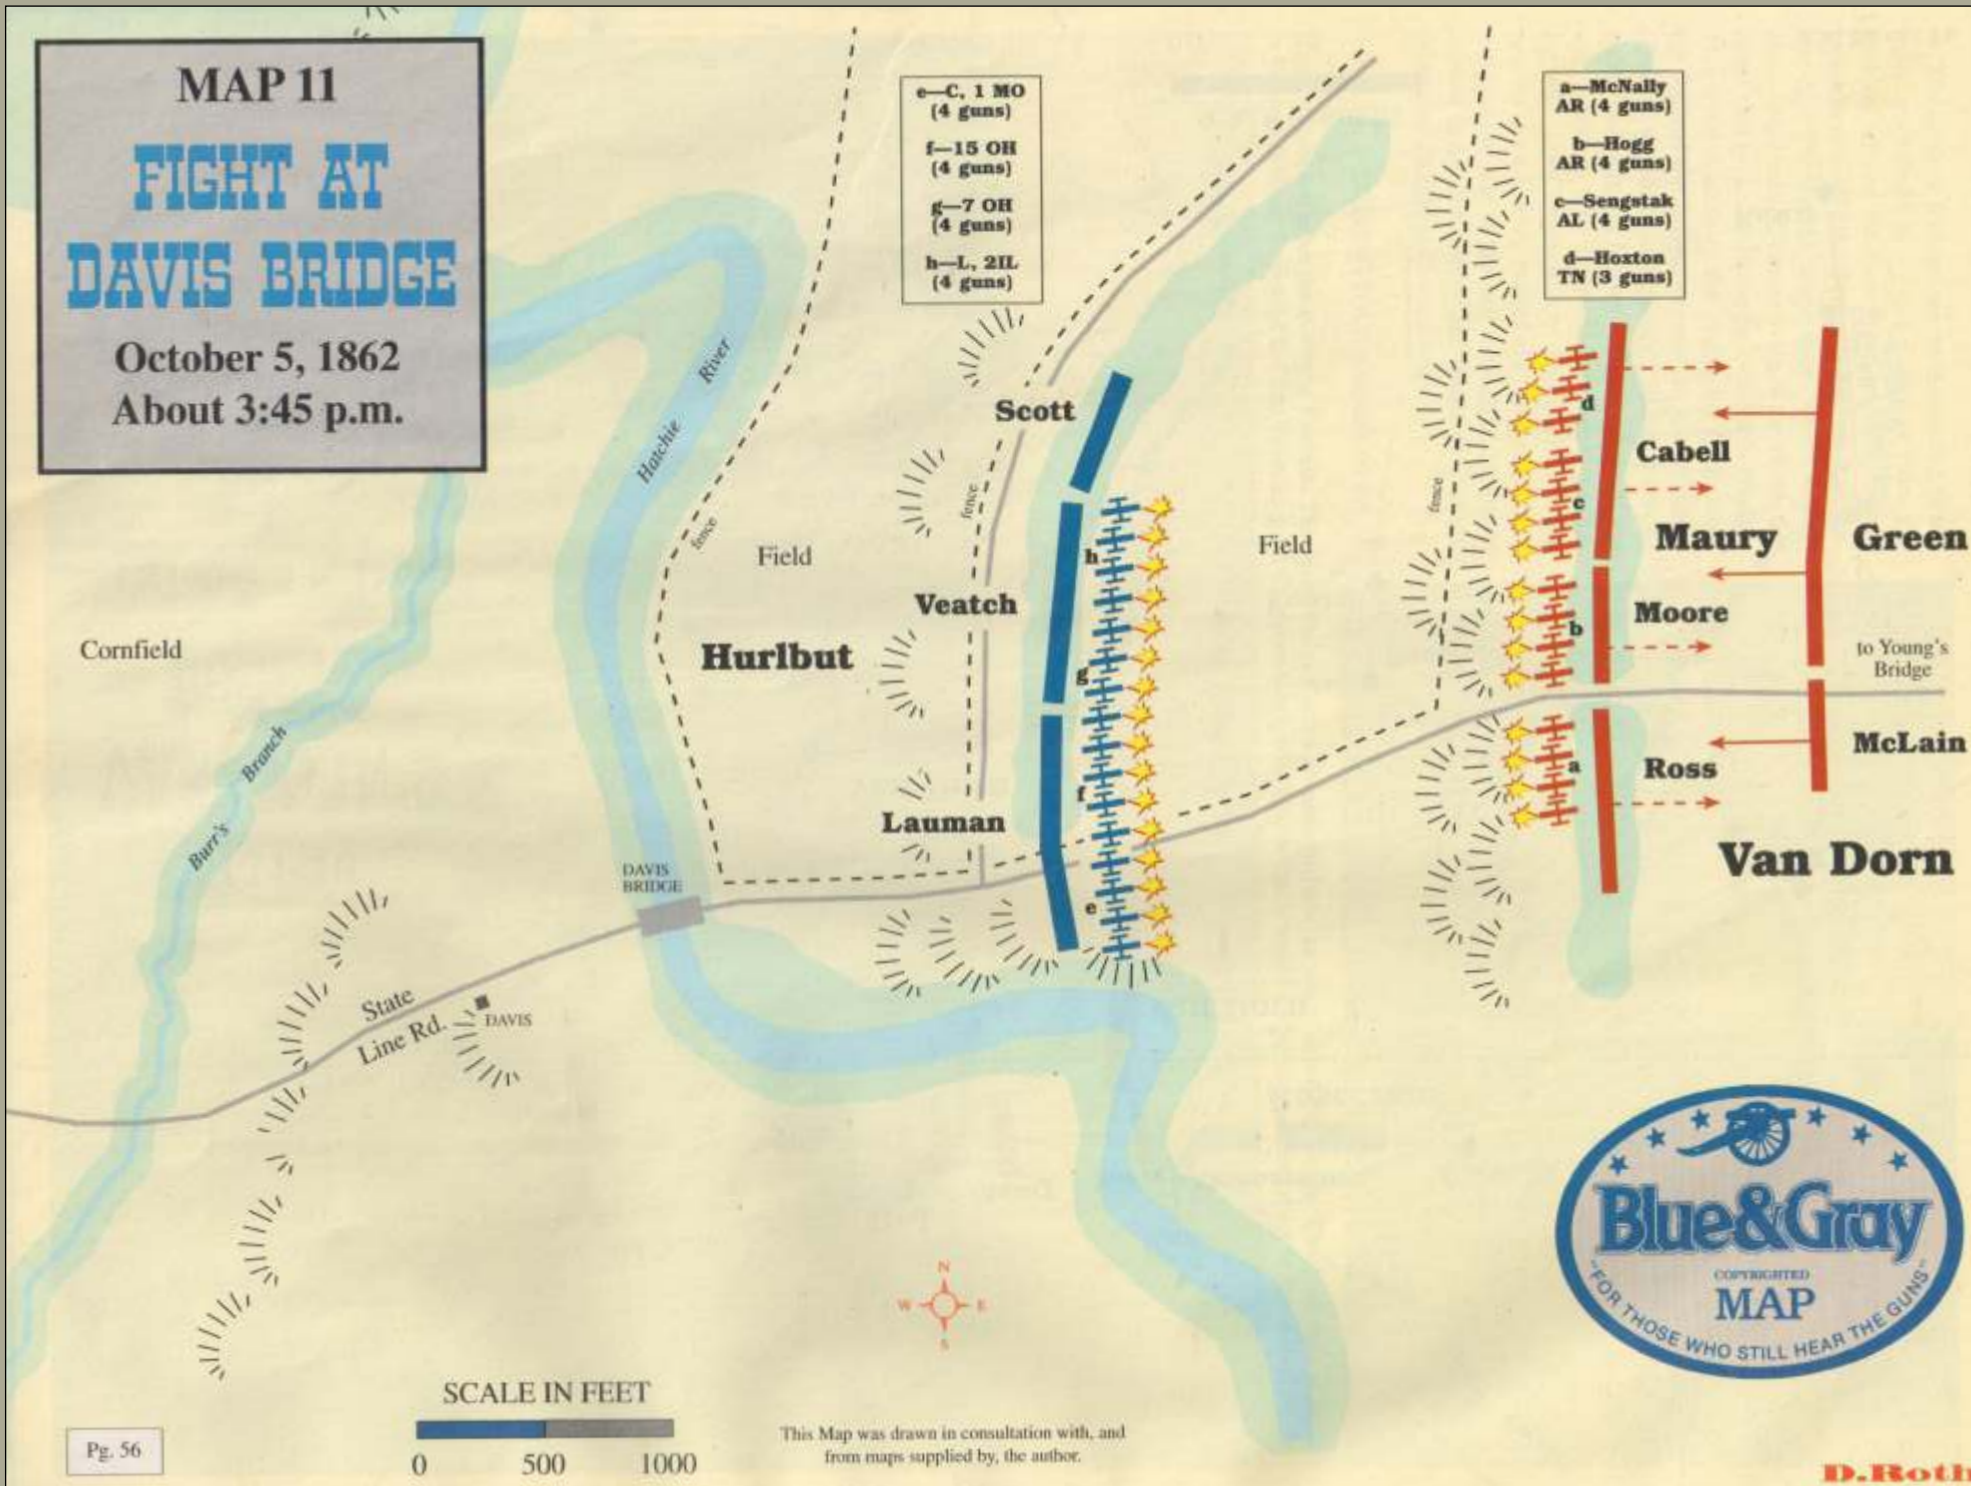 MAP 11
FIGHT AT
DAVIS BRIDGE
October 5, 1862
About 3:45 p.m.
e—C, 1 MO
(4 guns)
f—15 OH
(4 guns)
g—7 OH
(4 guns)
h—L, 2IL
(4 guns)
a—McNally
AR (4 guns)
b—Hogg
AR (4 guns)
c—Sengstak
AL (4 guns)
d—Hoxton
TN (3 guns)
Hatchie River
fence
Scott
fence
fence
d
Cabell
c
Field
h
Field
Maury
Green
Veatch
Moore
b
Hurlbut
g
Cornfield
to Young's
Bridge
McLain
Burr's Branch
Ross
a
f
Lauman
Van Dorn
DAVIS
BRIDGE
e
State
Line Rd.
DAVIS
Blue&Gray
COPYRIGHTED
MAP
"FOR THOSE WHO STILL HEAR THE GUNS"
N
W
E
S
SCALE IN FEET
0 500 1000
Pg. 56
This Map was drawn in consultation with, and
from maps supplied by, the author.
D.Roth